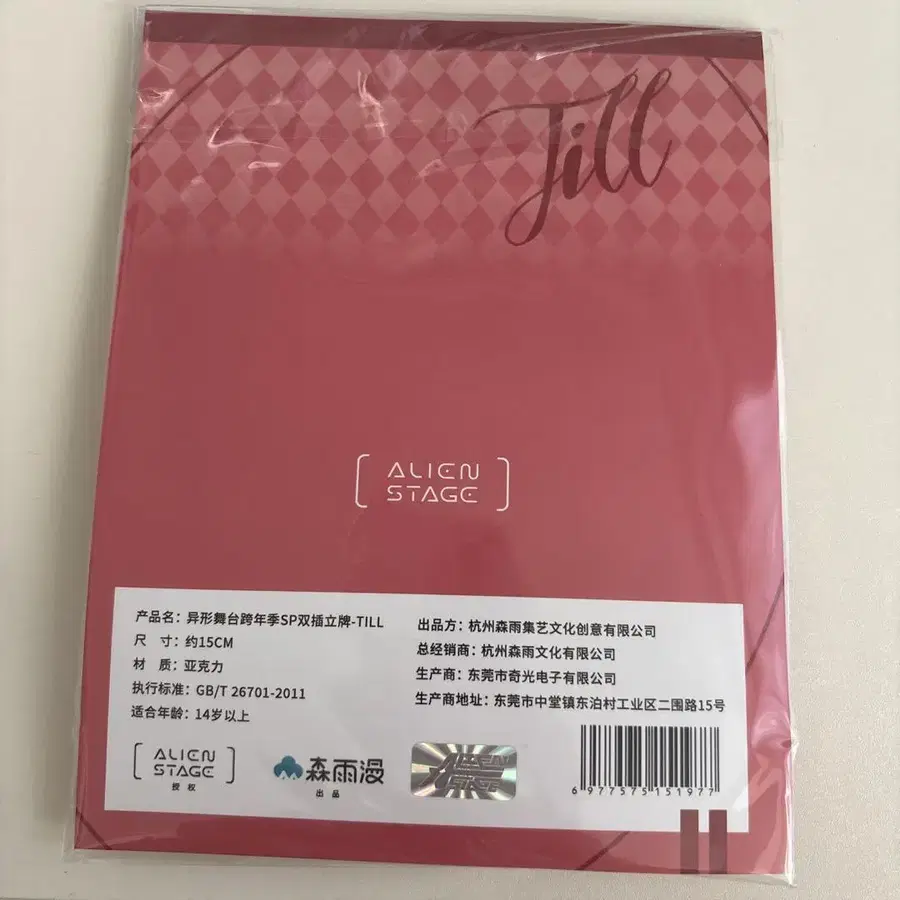 Till
ALIEN
STAGE
产品名：异形舞台跨年季SP双插立牌-TILL
尺 寸：约15CM
材 质：亚克力
执行标准：GB/T 26701-2011
适合年龄：14岁以上
出品方：杭州森雨集艺文化创意有限公司
总经销商：杭州森雨文化有限公司
生产商：东莞市奇光电子有限公司
生产商地址：东莞市中堂镇东泊村工业区二围路15号
ALIEN
STAGE
授权
森雨漫
出品
ALIEN
STAGE
6977575151977